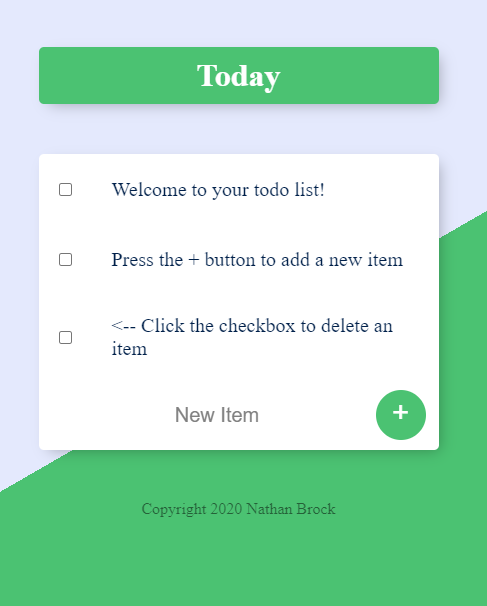 Today
Welcome to your todo list!
Press the + button to add a new item
<-- Click the checkbox to delete an
item
New Item
+
Copyright 2020 Nathan Brock